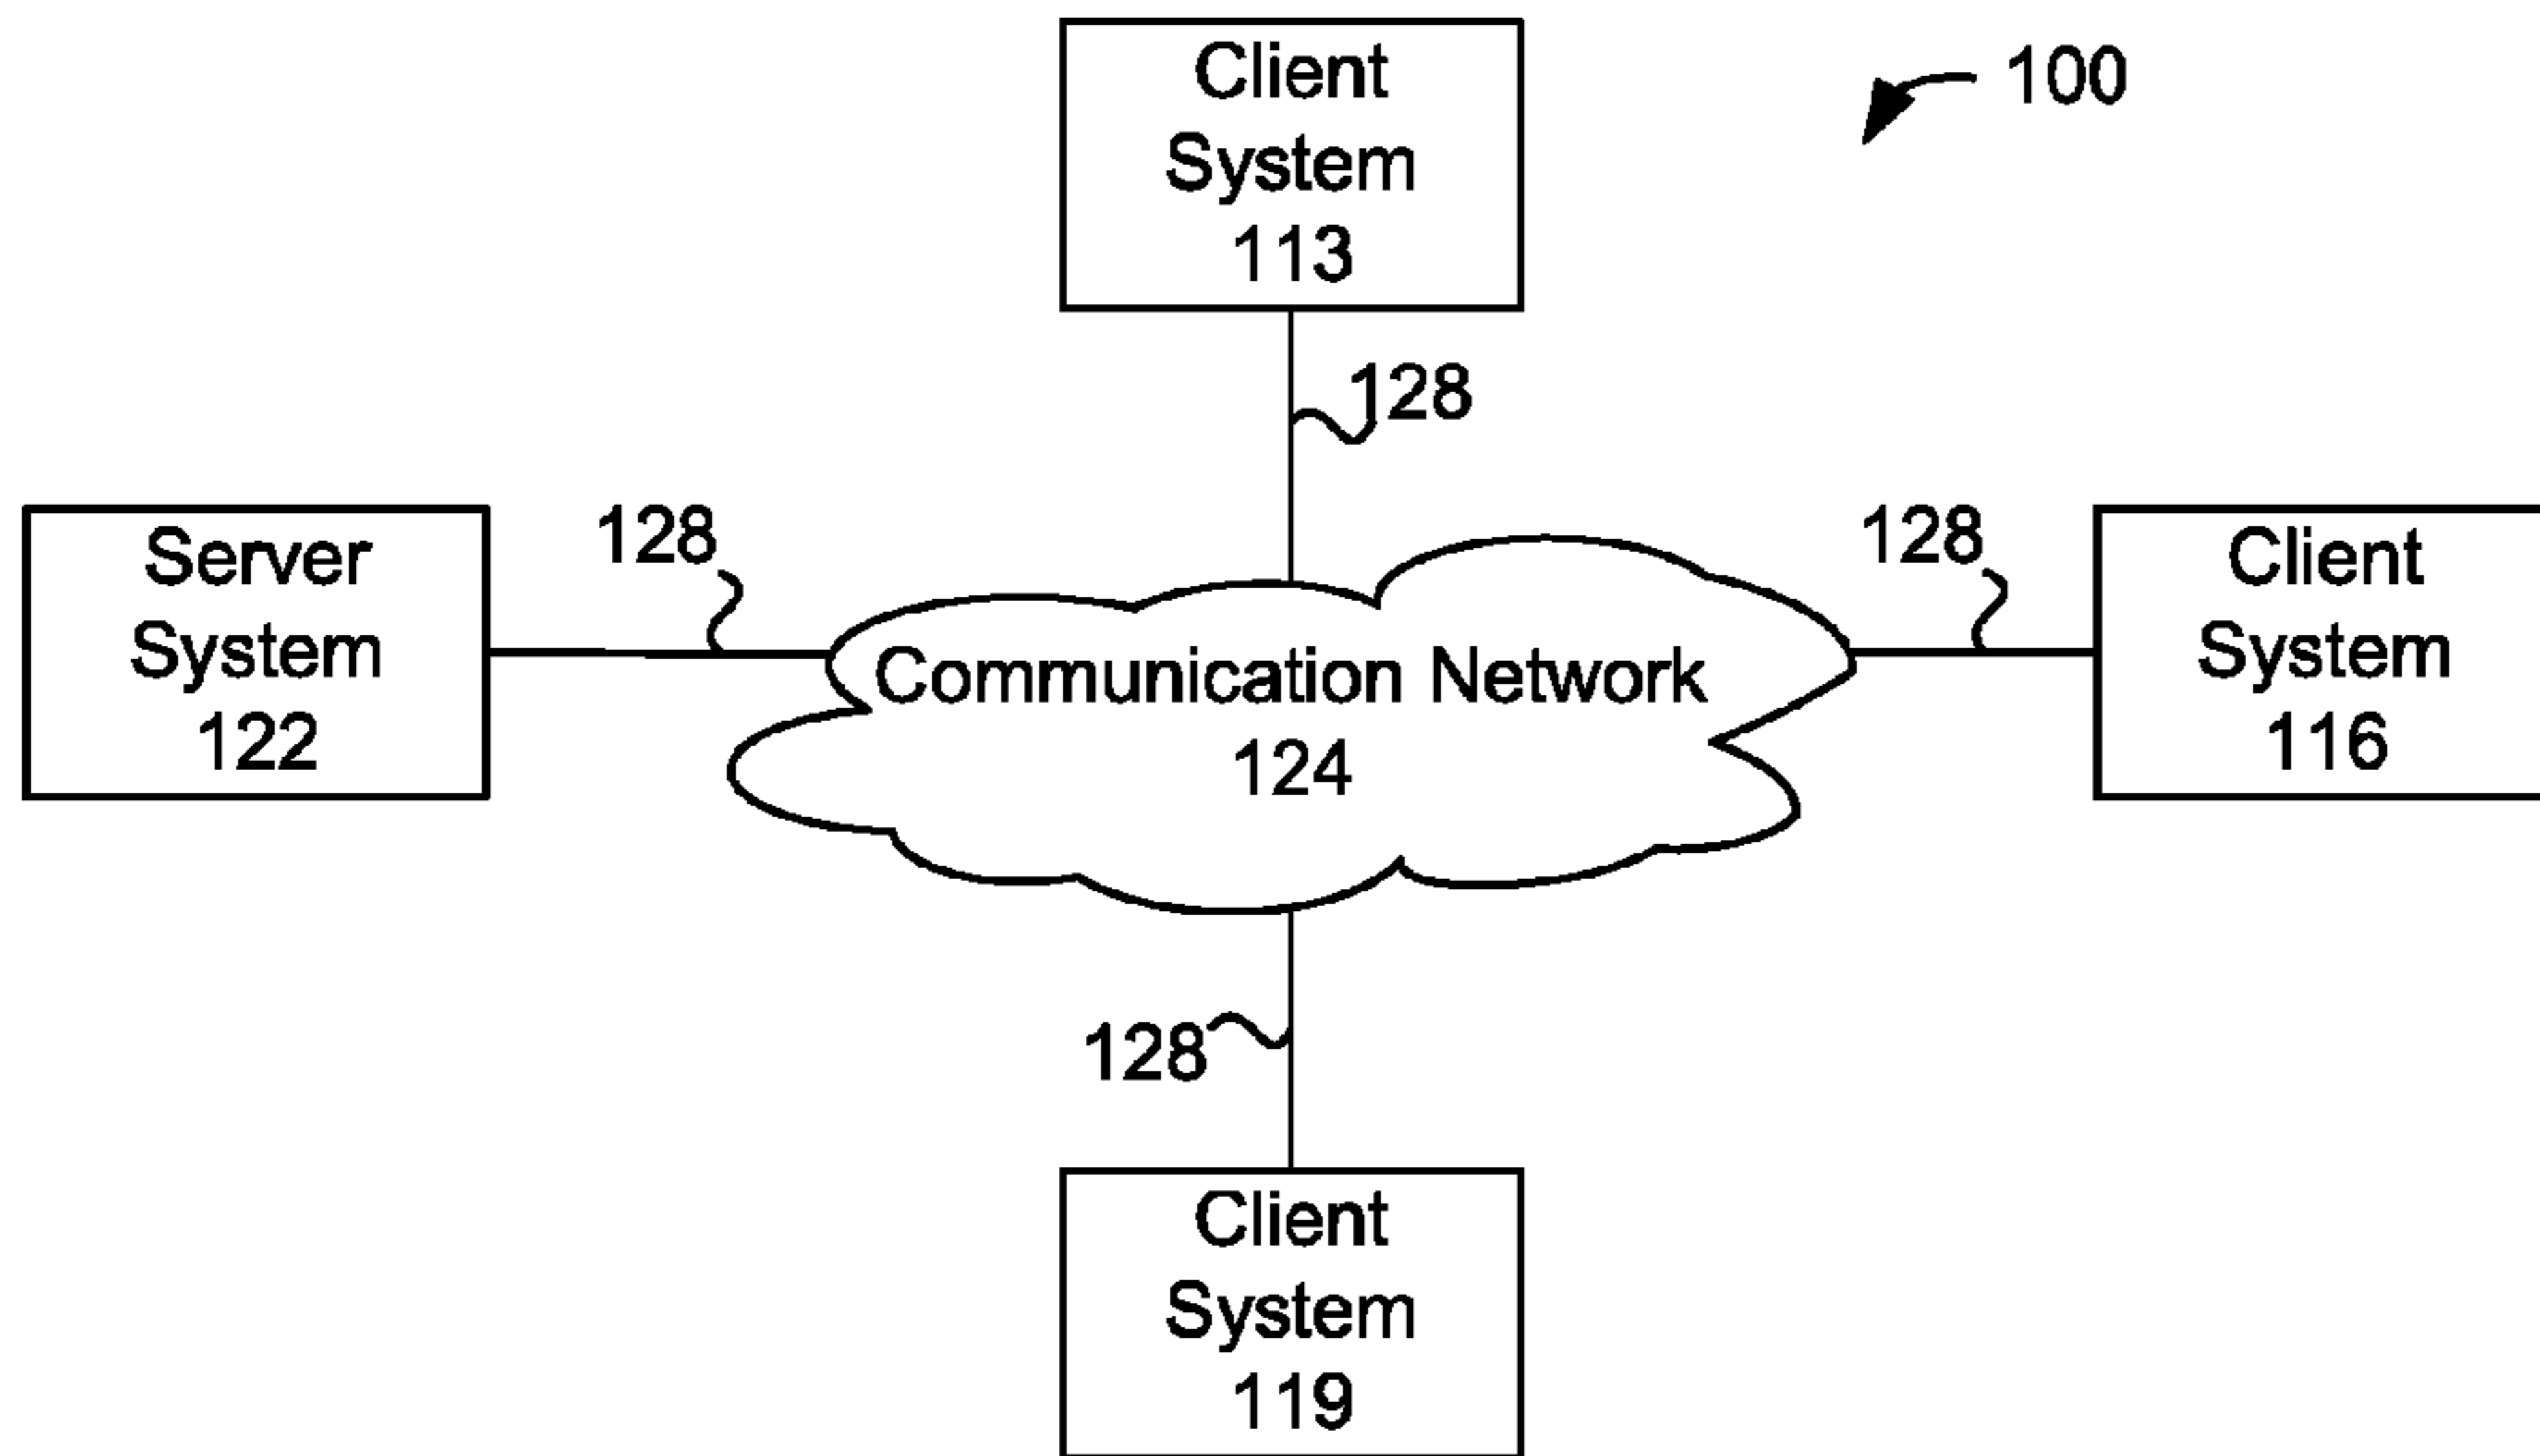 Client
System
113
100
128
Server
System
122
128
Communication Network
124
128
Client
System
116
128
Client
System
119